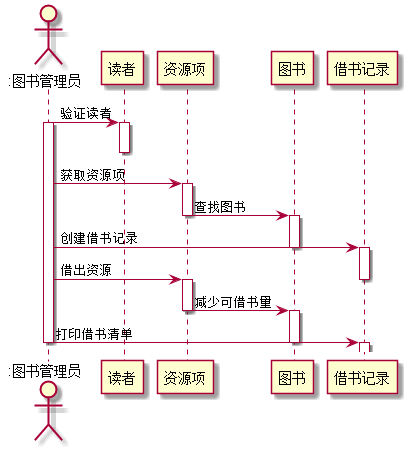 :图书管理员
读者
资源项
图书
借书记录
验证读者
获取资源项
查找图书
创建借书记录
借出资源
减少可借书量
打印借书清单
:图书管理员
读者
资源项
图书
借书记录